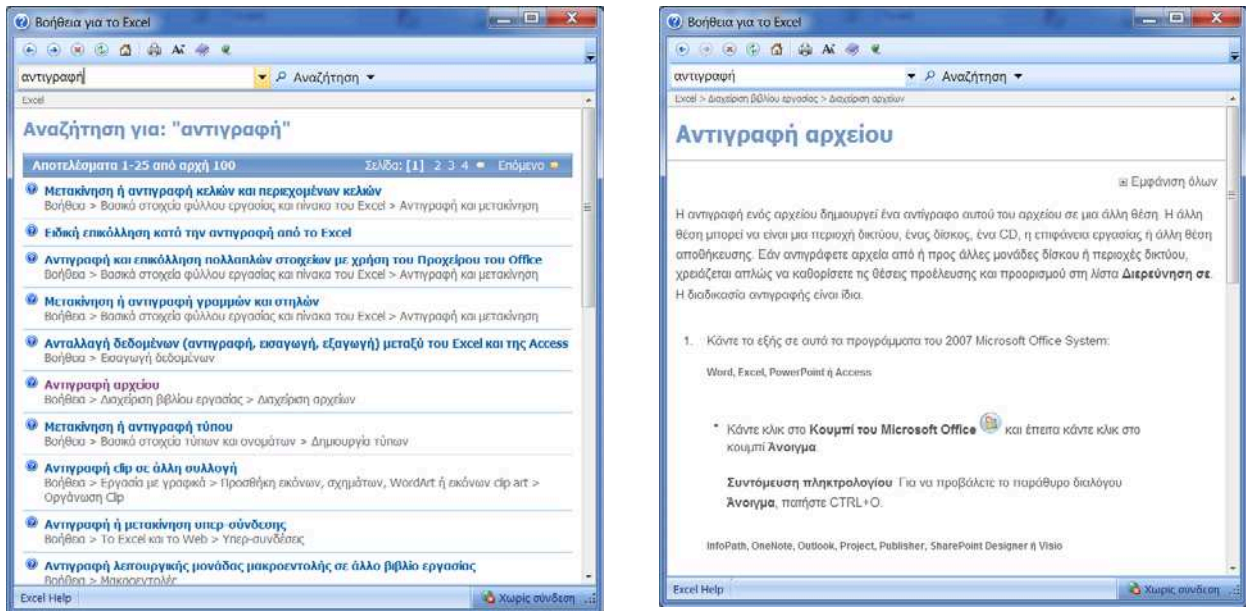 Βοήθεια για το Excel
αντιγραφή
Αναζήτηση
Excel
Αναζήτηση για: "αντιγραφή"
Αποτελέσματα 1-25 από αρχή 100 Σελίδα: [1] 2 3 4 Επόμενο
Μετακίνηση ή αντιγραφή κελιών και περιεχομένων κελιών
Βοήθεια > Βασικά στοιχεία φύλλου εργασίας και πίνακα του Excel > Αντιγραφή και μετακίνηση
Ειδική επικόλληση κατά την αντιγραφή από το Excel
Αντιγραφή και επικόλληση πολλαπλών στοιχείων με χρήση του Προχείρου του Office
Βοήθεια > Βασικά στοιχεία φύλλου εργασίας και πίνακα του Excel > Αντιγραφή και μετακίνηση
Μετακίνηση ή αντιγραφή γραμμών και στηλών
Βοήθεια > Βασικά στοιχεία φύλλου εργασίας και πίνακα του Excel > Αντιγραφή και μετακίνηση
Ανταλλαγή δεδομένων (αντιγραφή, εισαγωγή, εξαγωγή) μεταξύ του Excel και της Access
Βοήθεια > Εισαγωγή δεδομένων
Αντιγραφή αρχείου
Βοήθεια > Διαχείριση βιβλίου εργασίας > Διαχείριση αρχείων
Μετακίνηση ή αντιγραφή τύπου
Βοήθεια > Βασικά στοιχεία τύπων και ονομάτων > Δημιουργία τύπων
Αντιγραφή clip σε άλλη συλλογή
Βοήθεια > Εργασία με γραφικά > Προσθήκη εικόνων, σχημάτων, WordArt ή εικόνων clip art >
Οργάνωση Clip
Αντιγραφή ή μετακίνηση υπερ-σύνδεσης
Βοήθεια > Το Excel και το Web > Υπερ-συνδέσεις
Αντιγραφή λειτουργικής μονάδας μακροεντολής σε άλλο βιβλίο εργασίας
Βοήθεια > Μακροεντολές
Excel Help Χωρίς σύνδεση
Βοήθεια για το Excel
αντιγραφή
Αναζήτηση
Excel > Διαχείριση βιβλίου εργασίας > Διαχείριση αρχείων
Αντιγραφή αρχείου
Εμφάνιση όλων
Η αντιγραφή ενός αρχείου δημιουργεί ένα αντίγραφο αυτού του αρχείου σε μια άλλη θέση. Η άλλη
θέση μπορεί να είναι μια περιοχή δικτύου, ένας δίσκος, ένα CD, η επιφάνεια εργασίας ή άλλη θέση
αποθήκευσης. Εάν αντιγράφετε αρχεία από ή προς άλλες μονάδες δίσκου ή περιοχές δικτύου,
χρειάζεται απλώς να καθορίσετε τις θέσεις προέλευσης και προορισμού στη λίστα Διερεύνηση σε.
Η διαδικασία αντιγραφής είναι ίδια.
1. Κάντε τα εξής σε αυτά τα προγράμματα του 2007 Microsoft Office System:
Word, Excel, PowerPoint ή Access
• Κάντε κλικ στο Κουμπί του Microsoft Office και έπειτα κάντε κλικ στο
κουμπί Άνοιγμα.
Συντόμευση πληκτρολογίου Για να προβάλετε το παράθυρο διαλόγου
Άνοιγμα, πατήστε CTRL+O.
InfoPath, OneNote, Outlook, Project, Publisher, SharePoint Designer ή Visio
Excel Help Χωρίς σύνδεση